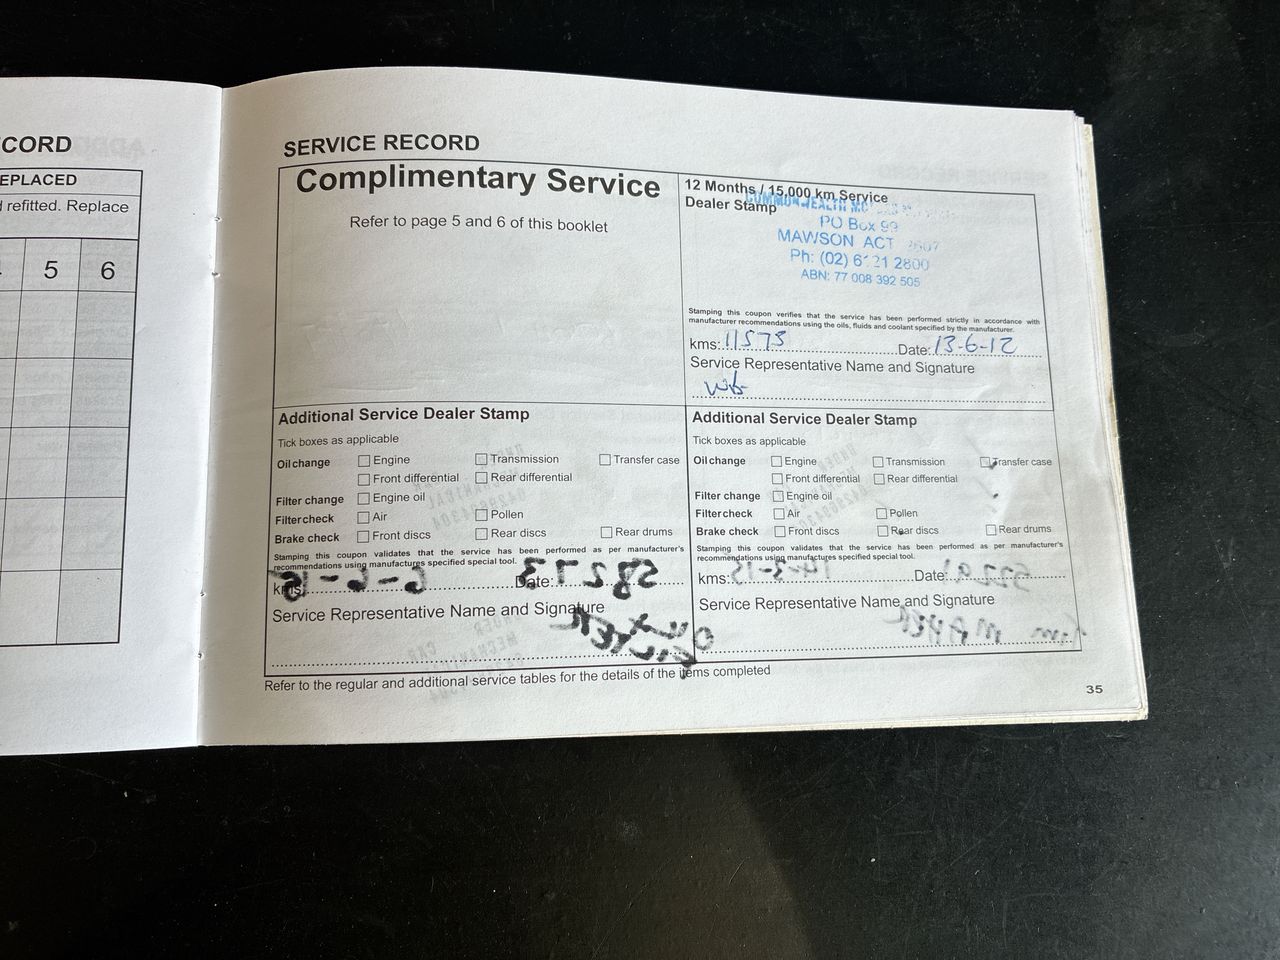 CORD
EPLACED
refitted. Replace
5 6
SERVICE RECORD
Complimentary Service
Refer to page 5 and 6 of this booklet
12 Months / 15,000 km Service
Dealer Stamp
PO Box 99
MAWSON ACT 2607
Ph: (02) 6121 2800
ABN: 77 008 392 505
Stamping this coupon verifies that the service has been performed strictly in accordance with
manufacturer recommendations using the oils, fluids and coolant specified by the manufacturer.
kms: 11573 Date: 13-6-12
Service Representative Name and Signature
Additional Service Dealer Stamp
Tick boxes as applicable
Oil change Engine Transmission Transfer case
Front differential Rear differential
Filter change Engine oil
Filter check Air Pollen
Brake check Front discs Rear discs Rear drums
Stamping this coupon validates that the service has been performed as per manufacturer's
recommendations using manufactures specified special tool.
kms: Date:
Service Representative Name and Signature
Additional Service Dealer Stamp
Tick boxes as applicable
Oil change Engine Transmission Transfer case
Front differential Rear differential
Filter change Engine oil
Filter check Air Pollen
Brake check Front discs Rear discs Rear drums
Stamping this coupon validates that the service has been performed as per manufacturer's
recommendations using manufactures specified special tool.
kms: Date:
Service Representative Name and Signature
Refer to the regular and additional service tables for the details of the items completed
35